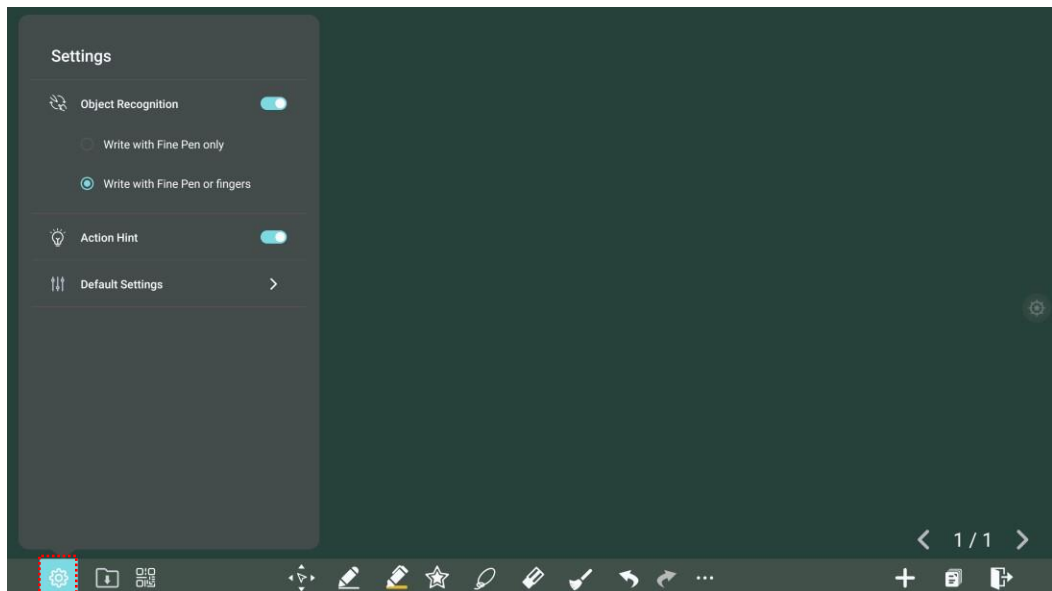 Settings
Object Recognition
Write with Fine Pen only
Write with Fine Pen or fingers
Action Hint
Default Settings
1 / 1